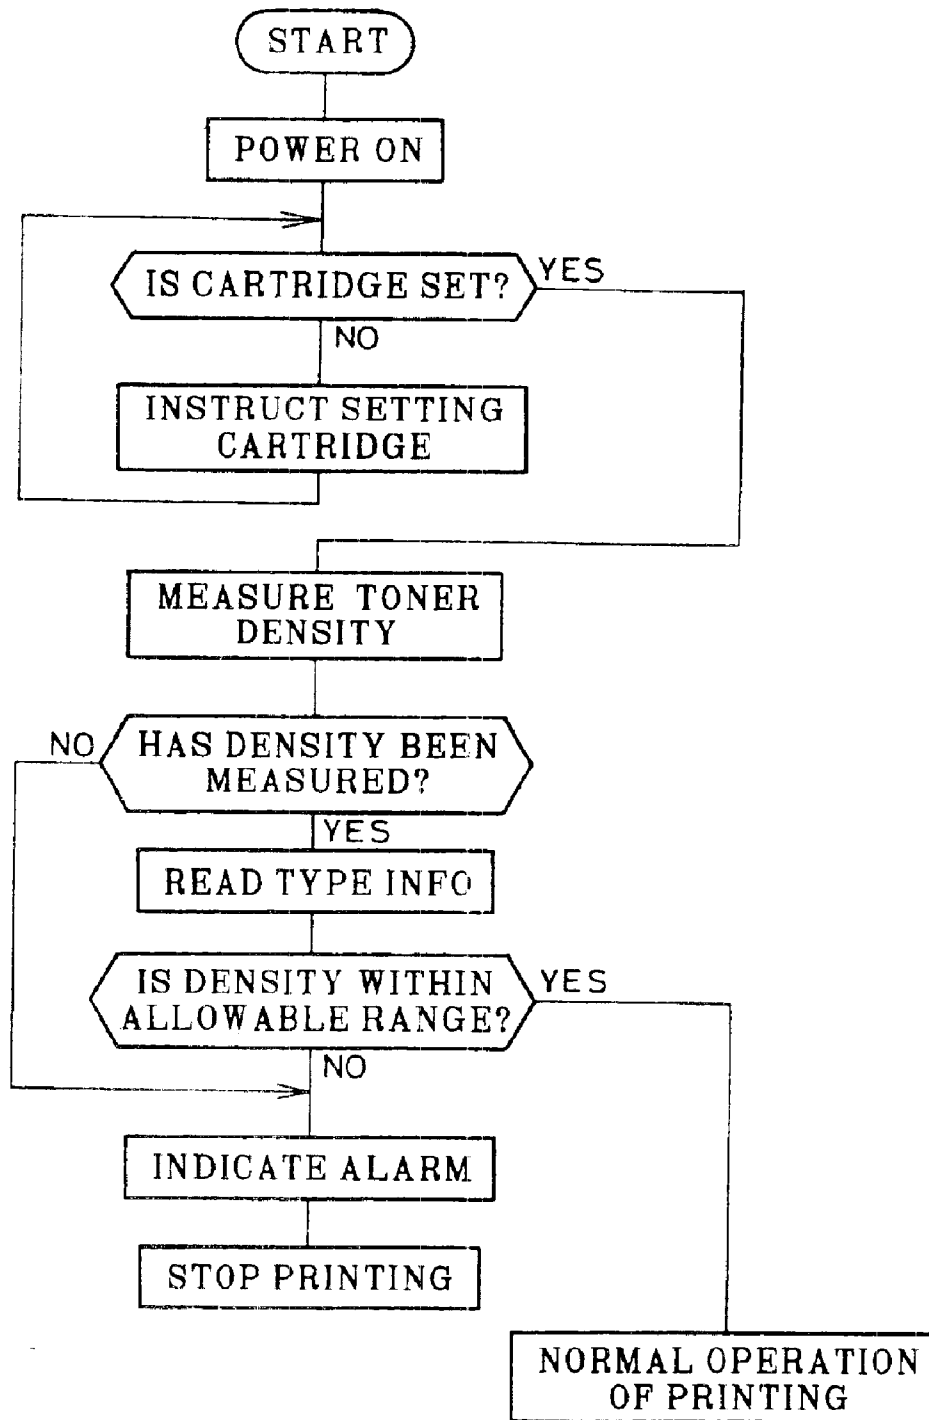 START
POWER ON
IS CARTRIDGE SET?
YES
NO
INSTRUCT SETTING
CARTRIDGE
MEASURE TONER
DENSITY
NO
HAS DENSITY BEEN
MEASURED?
YES
READ TYPE INFO
IS DENSITY WITHIN
ALLOWABLE RANGE?
YES
NO
INDICATE ALARM
STOP PRINTING
NORMAL OPERATION
OF PRINTING